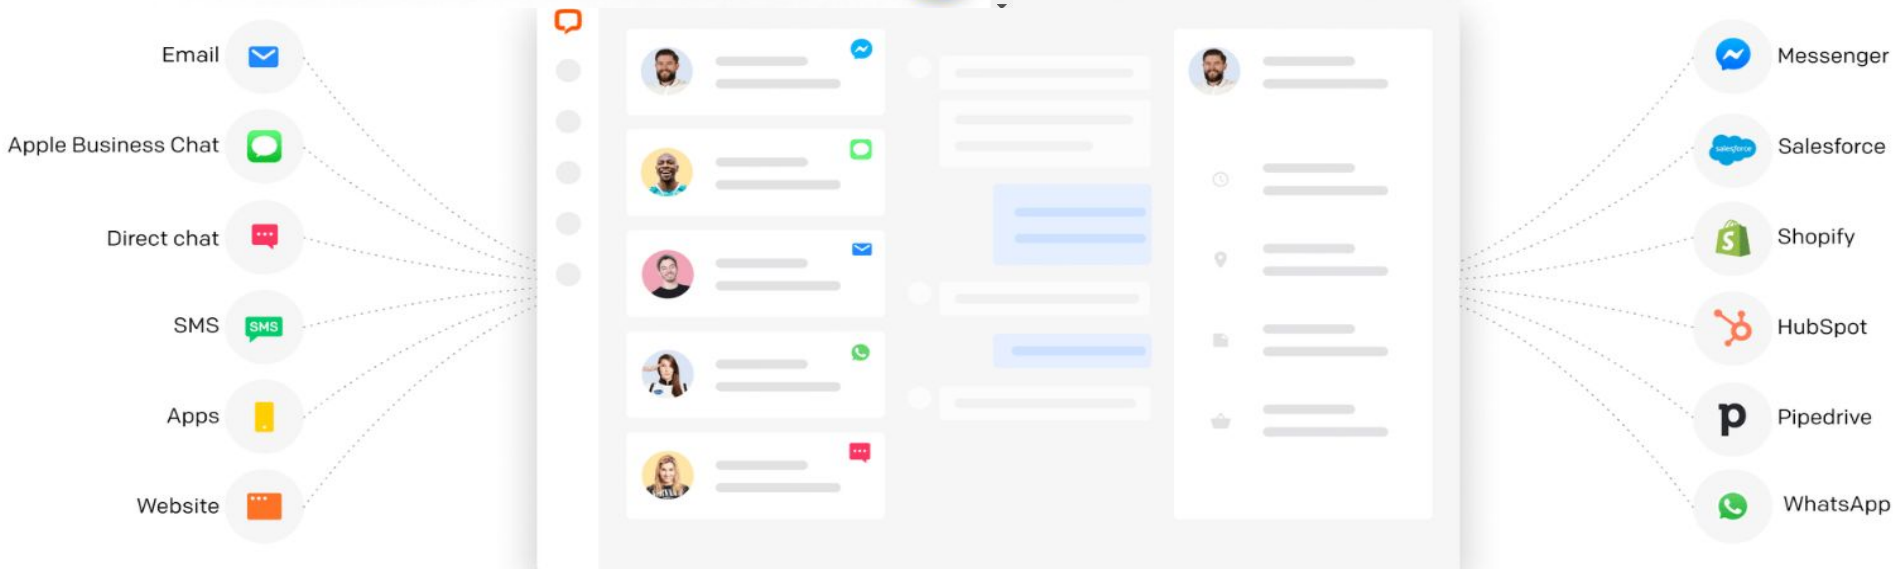 Email
Apple Business Chat
Direct chat
SMS
SMS
Apps
Website
Messenger
salesforce
Salesforce
Shopify
HubSpot
Pipedrive
WhatsApp